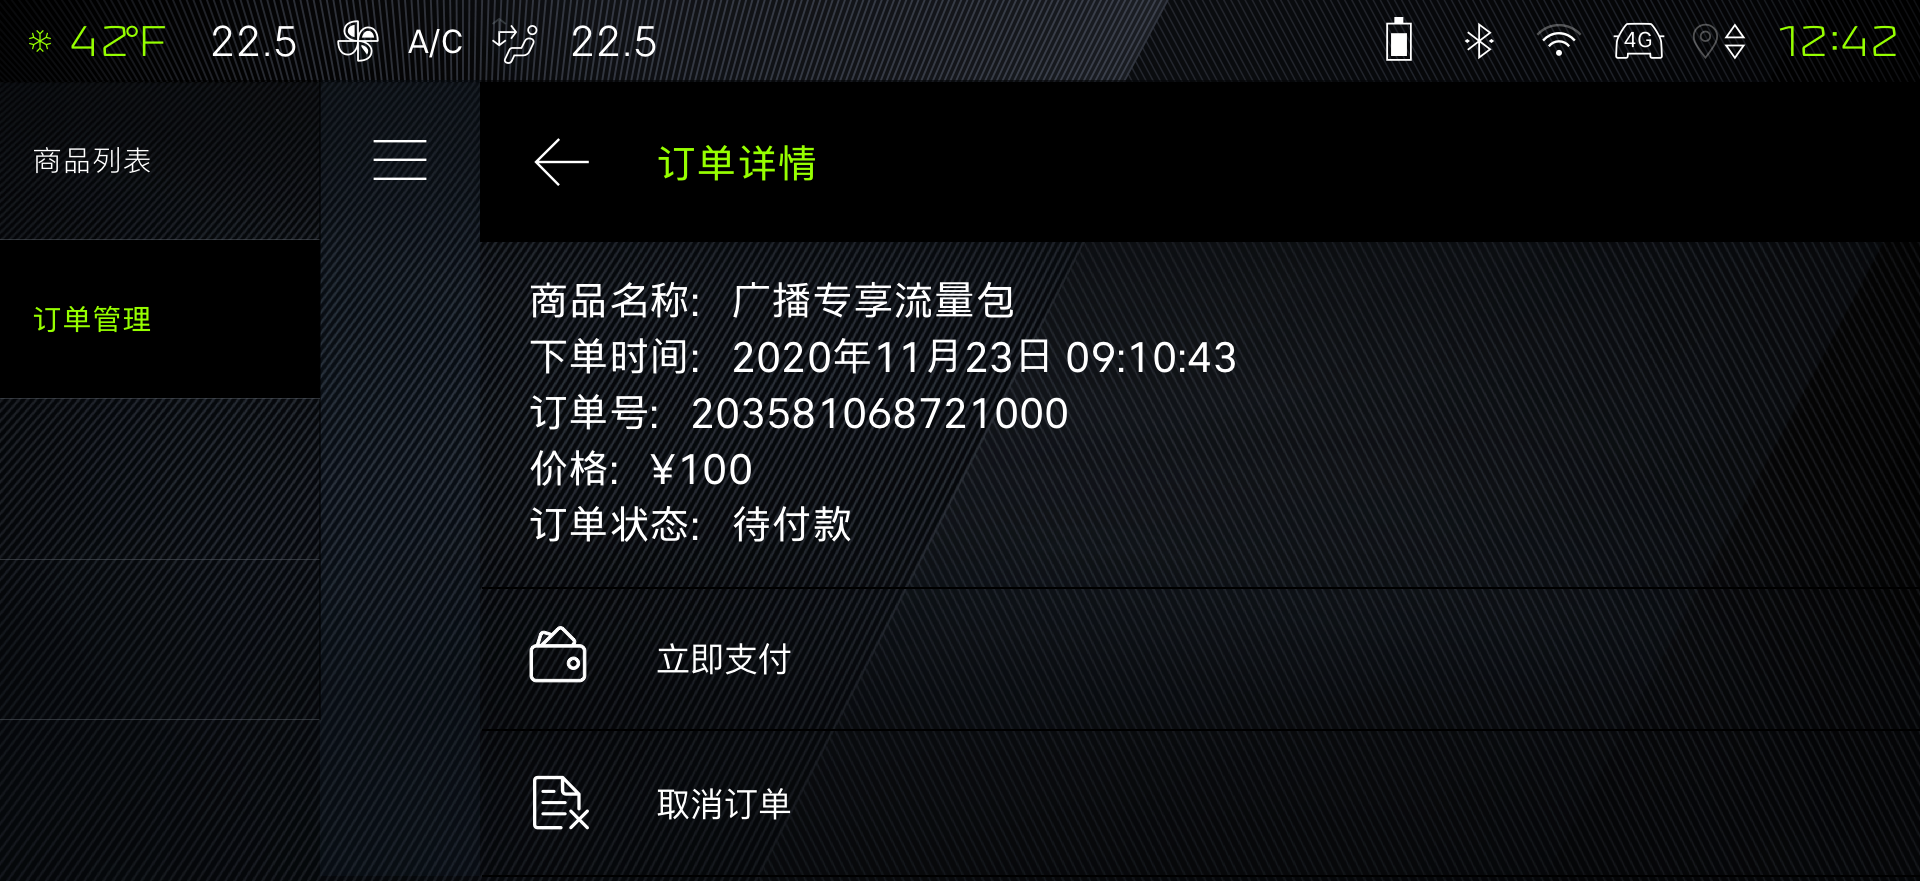 42°F 22.5 A/C 22.5 4G 12:42
商品列表
订单管理
订单详情
商品名称: 广播专享流量包
下单时间: 2020年11月23日 09:10:43
订单号: 203581068721000
价格: ¥100
订单状态: 待付款
立即支付
取消订单